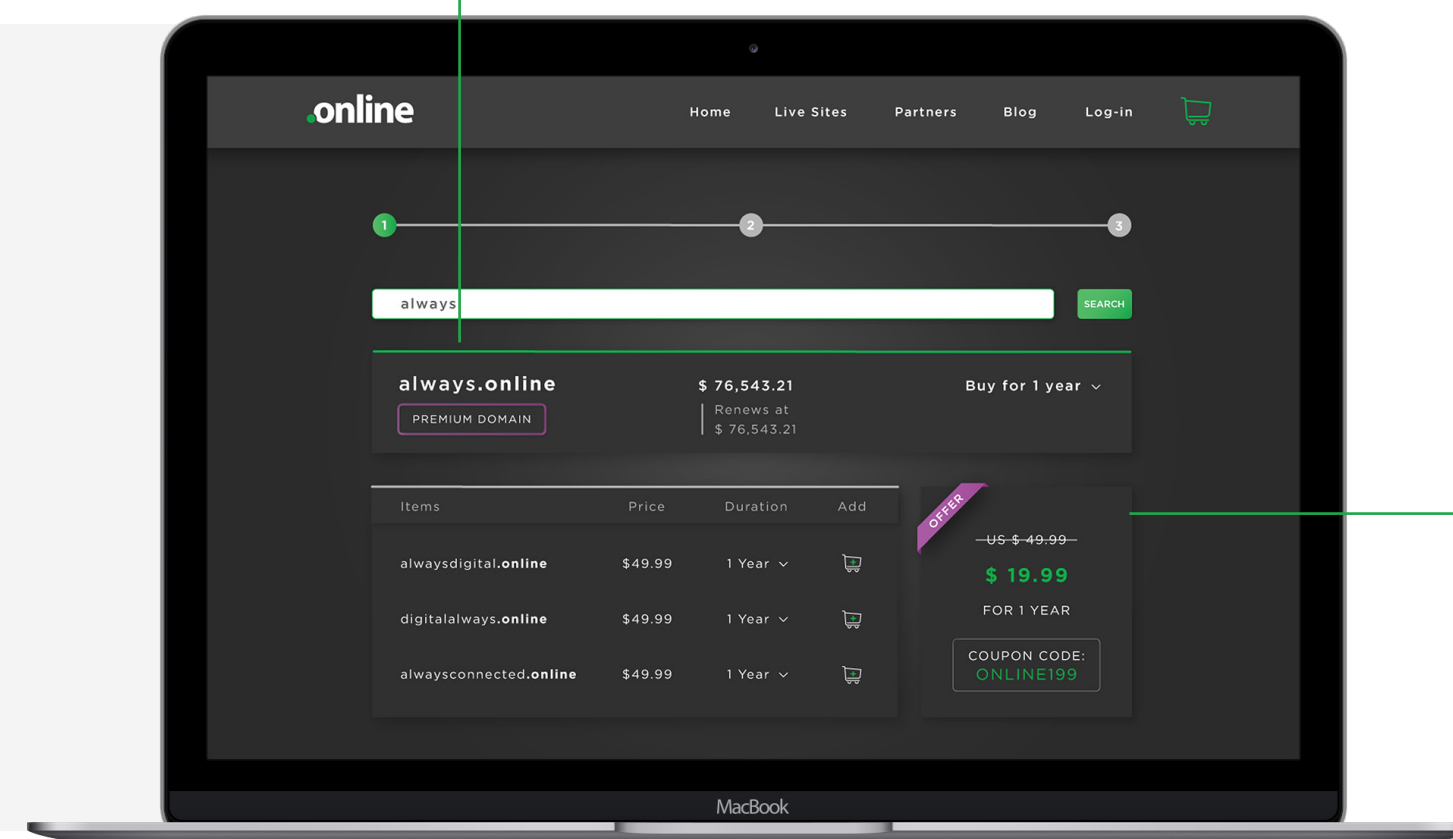 .online
Home Live Sites Partners Blog Log-in
1 2 3
always
SEARCH
always.online $ 76,543.21 Buy for 1 year
PREMIUM DOMAIN
Renews at
$ 76,543.21
Items Price Duration Add
alwaysdigital.online $49.99 1 Year
digitalalways.online $49.99 1 Year
alwaysconnected.online $49.99 1 Year
OFFER
US $ 49.99
$ 19.99
FOR 1 YEAR
COUPON CODE:
ONLINE199
MacBook